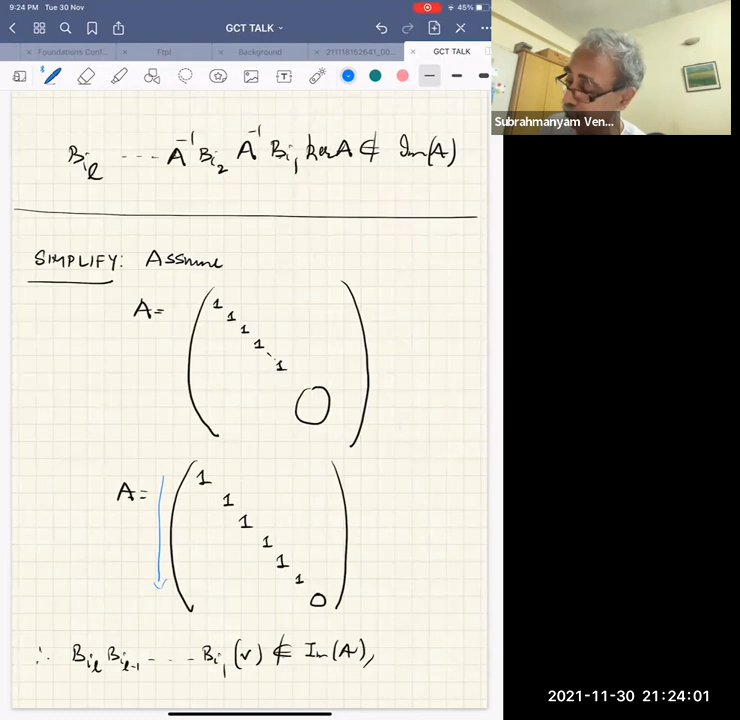 9:24 PM Tue 30 Nov
45%
GCT TALK
Foundations Conf...
Ftpl
Background
211118152641_00...
GCT TALK
Subrahmanyam Ven...
B_{i_l} ---- A^{-1} B_{i_2} A^{-1} B_{i_1} ker A ⊄ Im(A)
SIMPLIFY: Assume
A= ( 1
1
1
1
1
0 )
A= ( 1
1
1
1
1
1
0 )
∴ B_{i_l} B_{i_{l-1}} - - - - B_{i_1} (v) ∉ Im(A),
2021-11-30 21:24:01